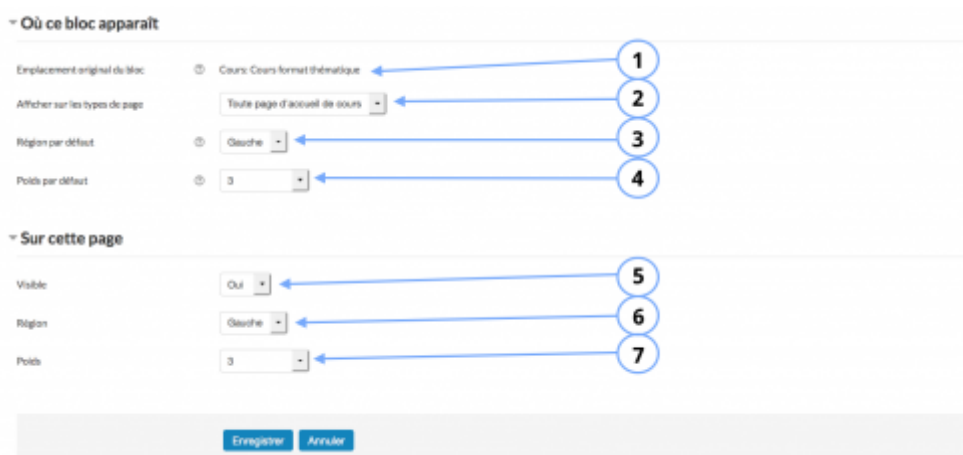 Où ce bloc apparaît
Emplacement original du bloc Cours: Cours format thématique 1
Afficher sur les types de page Toute page d'accueil de cours 2
Région par défaut Gauche 3
Poids par défaut 3 4
Sur cette page
Visible Oui 5
Région Gauche 6
Poids 3 7
Enregistrer Annuler